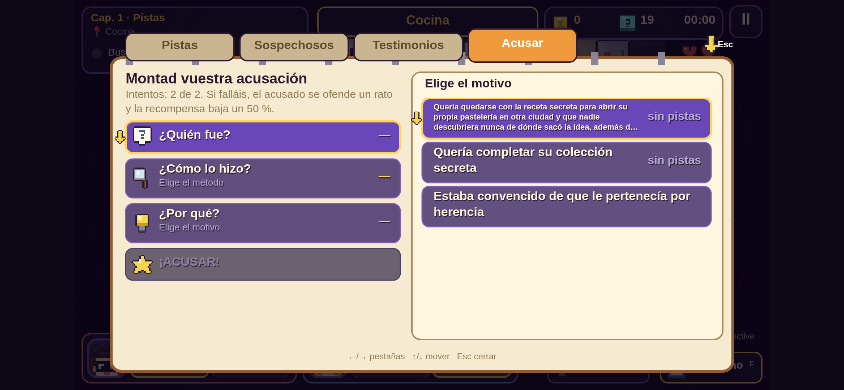 Cap. 1 · Pistas
Cocina
Cocina
0
19
00:00
Bus
Pistas
Sospechosos
Testimonios
Acusar
Esc
Montad vuestra acusación
Intentos: 2 de 2. Si falláis, el acusado se ofende un rato
y la recompensa baja un 50 %.
¿Quién fue?
—
¿Cómo lo hizo?
Elige el método
—
¿Por qué?
Elige el motivo
—
¡ACUSAR!
Elige el motivo
Quería quedarse con la receta secreta para abrir su
propia pastelería en otra ciudad y que nadie
descubriera nunca de dónde sacó la idea, además d...
sin pistas
Quería completar su colección
secreta
sin pistas
Estaba convencido de que le pertenecía por
herencia
←/→ pestañas ↑/↓ mover Esc cerrar
F